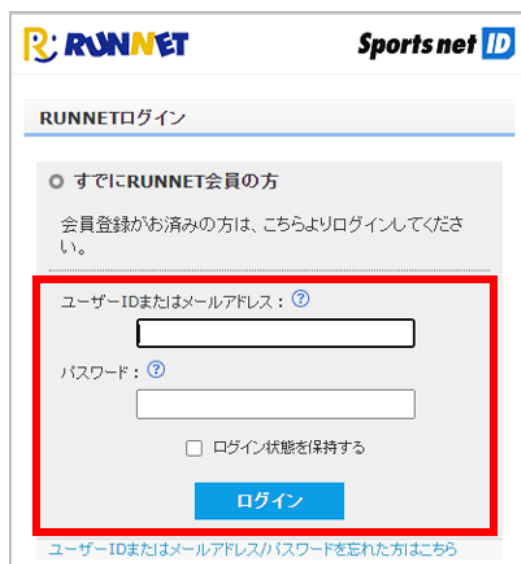 RUNNET Sportsnet ID
RUNNETログイン
すでにRUNNET会員の方
会員登録がお済みの方は、こちらよりログインしてくださ
い。
ユーザーIDまたはメールアドレス：?
パスワード：?
ログイン状態を保持する
ログイン
ユーザーIDまたはメールアドレス/パスワードを忘れた方はこちら